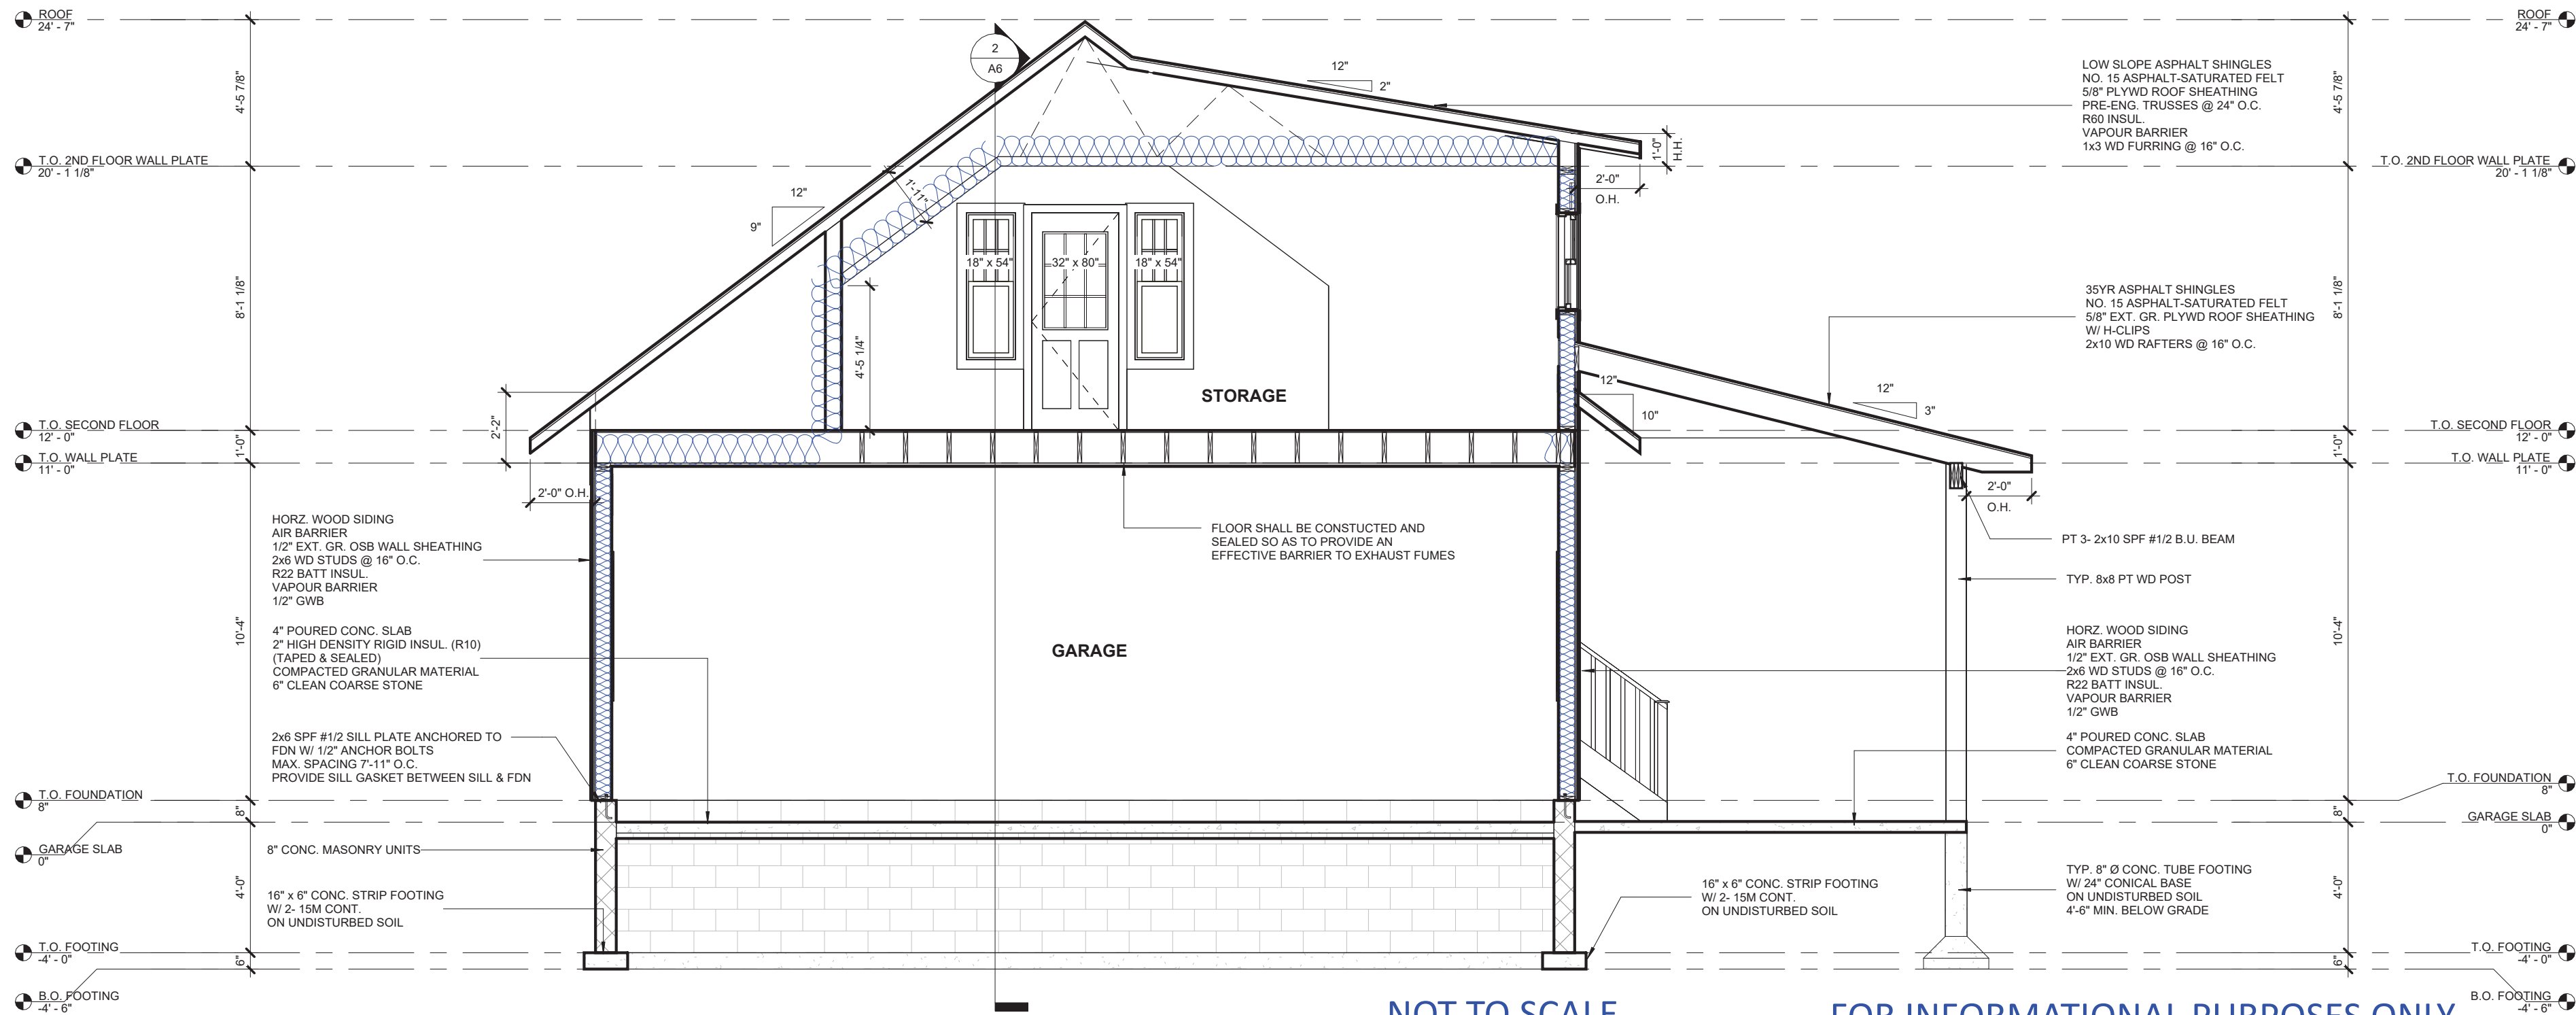 ROOF
24' - 7"
4'-5 7/8"
T.O. 2ND FLOOR WALL PLATE
20' - 1 1/8"
8'-1 1/8"
T.O. SECOND FLOOR
12' - 0"
1'-0"
T.O. WALL PLATE
11' - 0"
10'-4"
T.O. FOUNDATION
8"
8"
GARAGE SLAB
0"
4'-0"
T.O. FOOTING
-4' - 0"
6"
B.O. FOOTING
-4' - 6"
HORZ. WOOD SIDING
AIR BARRIER
1/2" EXT. GR. OSB WALL SHEATHING
2x6 WD STUDS @ 16" O.C.
R22 BATT INSUL.
VAPOUR BARRIER
1/2" GWB
4" POURED CONC. SLAB
2" HIGH DENSITY RIGID INSUL. (R10)
(TAPED & SEALED)
COMPACTED GRANULAR MATERIAL
6" CLEAN COARSE STONE
2x6 SPF #1/2 SILL PLATE ANCHORED TO
FDN W/ 1/2" ANCHOR BOLTS
MAX. SPACING 7'-11" O.C.
PROVIDE SILL GASKET BETWEEN SILL & FDN
8" CONC. MASONRY UNITS
16" x 6" CONC. STRIP FOOTING
W/ 2- 15M CONT.
ON UNDISTURBED SOIL
2
A6
12"
2"
12"
9"
1'-11"
1'-0"
H.H.
2'-0"
O.H.
18" x 54"
32" x 80"
18" x 54"
4'-5 1/4"
STORAGE
2'-2"
2'-0" O.H.
12"
10"
12"
3"
2'-0"
O.H.
FLOOR SHALL BE CONSTUCTED AND
SEALED SO AS TO PROVIDE AN
EFFECTIVE BARRIER TO EXHAUST FUMES
GARAGE
16" x 6" CONC. STRIP FOOTING
W/ 2- 15M CONT.
ON UNDISTURBED SOIL
LOW SLOPE ASPHALT SHINGLES
NO. 15 ASPHALT-SATURATED FELT
5/8" PLYWD ROOF SHEATHING
PRE-ENG. TRUSSES @ 24" O.C.
R60 INSUL.
VAPOUR BARRIER
1x3 WD FURRING @ 16" O.C.
35YR ASPHALT SHINGLES
NO. 15 ASPHALT-SATURATED FELT
5/8" EXT. GR. PLYWD ROOF SHEATHING
W/ H-CLIPS
2x10 WD RAFTERS @ 16" O.C.
PT 3- 2x10 SPF #1/2 B.U. BEAM
TYP. 8x8 PT WD POST
HORZ. WOOD SIDING
AIR BARRIER
1/2" EXT. GR. OSB WALL SHEATHING
2x6 WD STUDS @ 16" O.C.
R22 BATT INSUL.
VAPOUR BARRIER
1/2" GWB
4" POURED CONC. SLAB
COMPACTED GRANULAR MATERIAL
6" CLEAN COARSE STONE
TYP. 8" Ø CONC. TUBE FOOTING
W/ 24" CONICAL BASE
ON UNDISTURBED SOIL
4'-6" MIN. BELOW GRADE
ROOF
24' - 7"
4'-5 7/8"
T.O. 2ND FLOOR WALL PLATE
20' - 1 1/8"
8'-1 1/8"
T.O. SECOND FLOOR
12' - 0"
1'-0"
T.O. WALL PLATE
11' - 0"
10'-4"
T.O. FOUNDATION
8"
8"
GARAGE SLAB
0"
4'-0"
T.O. FOOTING
-4' - 0"
6"
B.O. FOOTING
-4' - 6"
NOT TO SCALE
FOR INFORMATIONAL PURPOSES ONLY